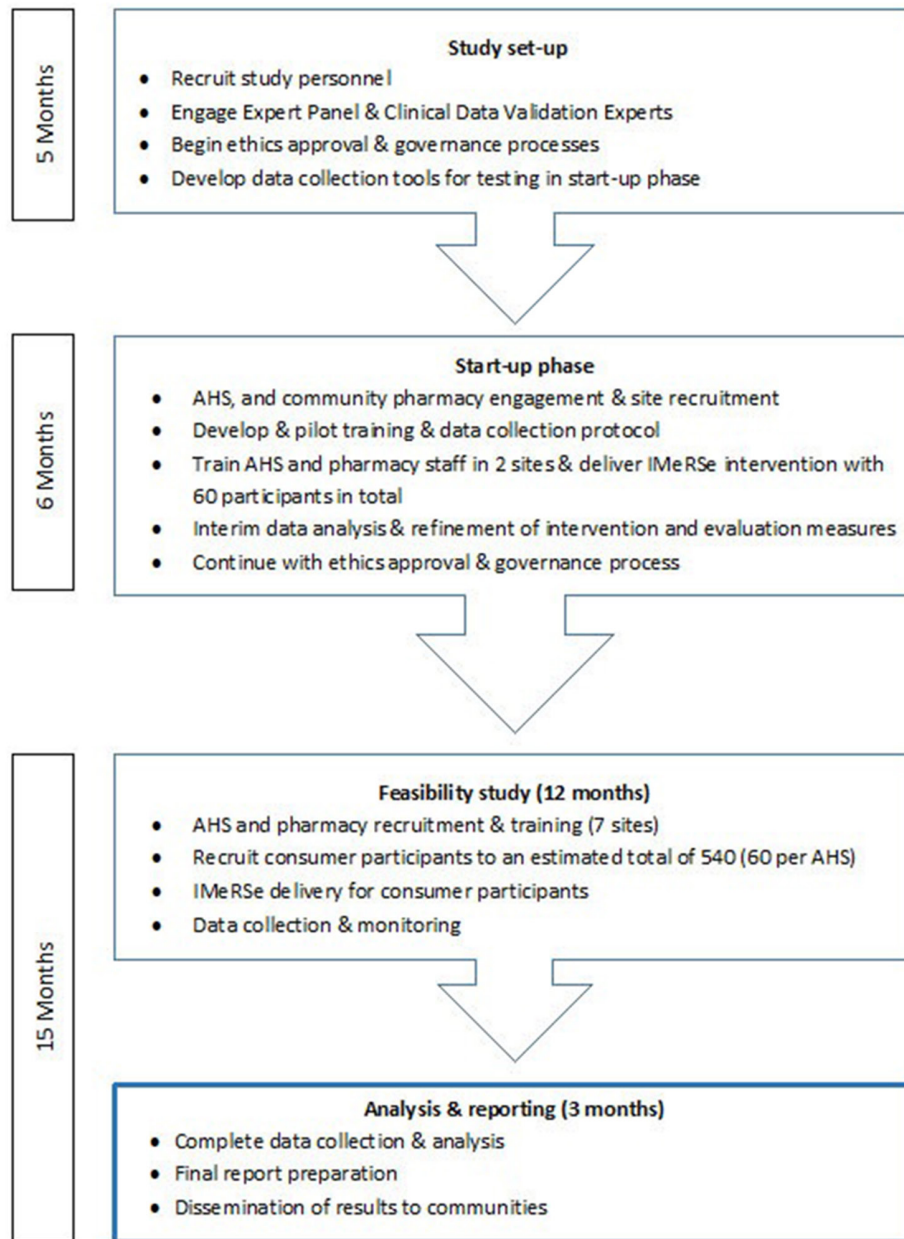 5 Months
Study set-up
• Recruit study personnel
• Engage Expert Panel & Clinical Data Validation Experts
• Begin ethics approval & governance processes
• Develop data collection tools for testing in start-up phase
6 Months
Start-up phase
• AHS, and community pharmacy engagement & site recruitment
• Develop & pilot training & data collection protocol
• Train AHS and pharmacy staff in 2 sites & deliver IMeRSe intervention with
60 participants in total
• Interim data analysis & refinement of intervention and evaluation measures
• Continue with ethics approval & governance process
15 Months
Feasibility study (12 months)
• AHS and pharmacy recruitment & training (7 sites)
• Recruit consumer participants to an estimated total of 540 (60 per AHS)
• IMeRSe delivery for consumer participants
• Data collection & monitoring
Analysis & reporting (3 months)
• Complete data collection & analysis
• Final report preparation
• Dissemination of results to communities